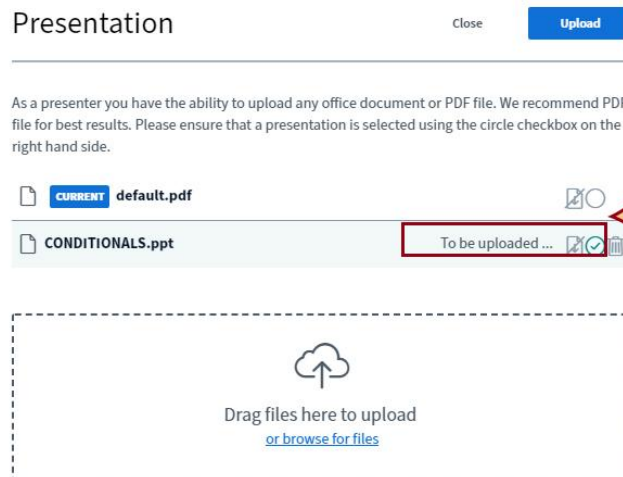 Presentation
Close
Upload
As a presenter you have the ability to upload any office document or PDF file. We recommend PDF
file for best results. Please ensure that a presentation is selected using the circle checkbox on the
right hand side.
CURRENT default.pdf
CONDITIONALS.ppt To be uploaded ...
Drag files here to upload
or browse for files